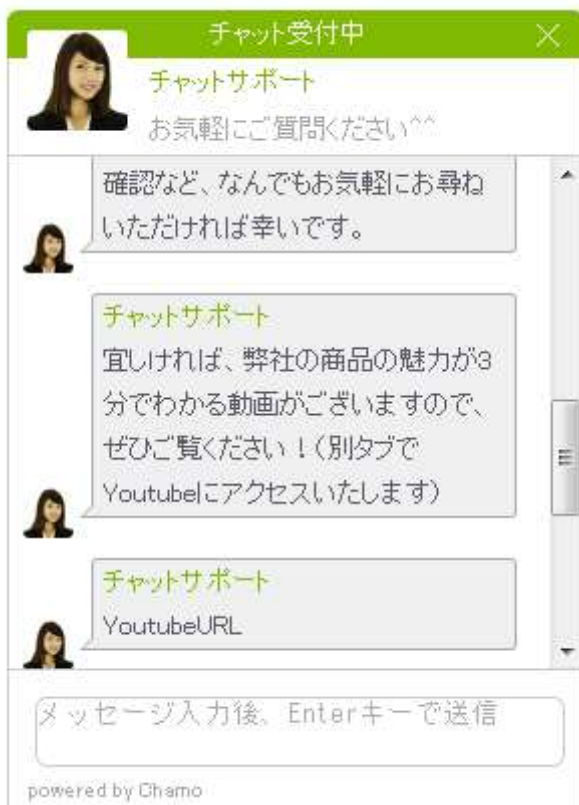 チャット受付中
チャットサポート
お気軽にご質問ください^^
確認など、なんでもお気軽にお尋ね
いただければ幸いです。
チャットサポート
宜しければ、弊社の商品の魅力が3
分でわかる動画がございますので、
ぜひご覧ください！（別タブで
Youtubeにアクセスいたします）
チャットサポート
YoutubeURL
メッセージ入力後、Enterキーで送信
powered by Chamo